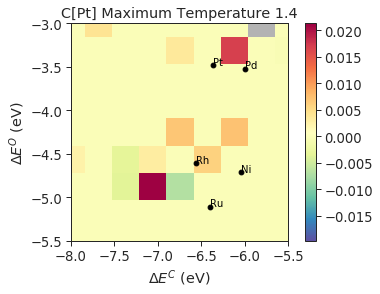 C[Pt] Maximum Temperature 1.4
−3.0
−3.5
−4.0
−4.5
−5.0
−5.5
ΔE^O (eV)
Pt
Pd
Rh
Ni
Ru
−8.0 −7.5 −7.0 −6.5 −6.0 −5.5
ΔE^C (eV)
0.020
0.015
0.010
0.005
0.000
−0.005
−0.010
−0.015